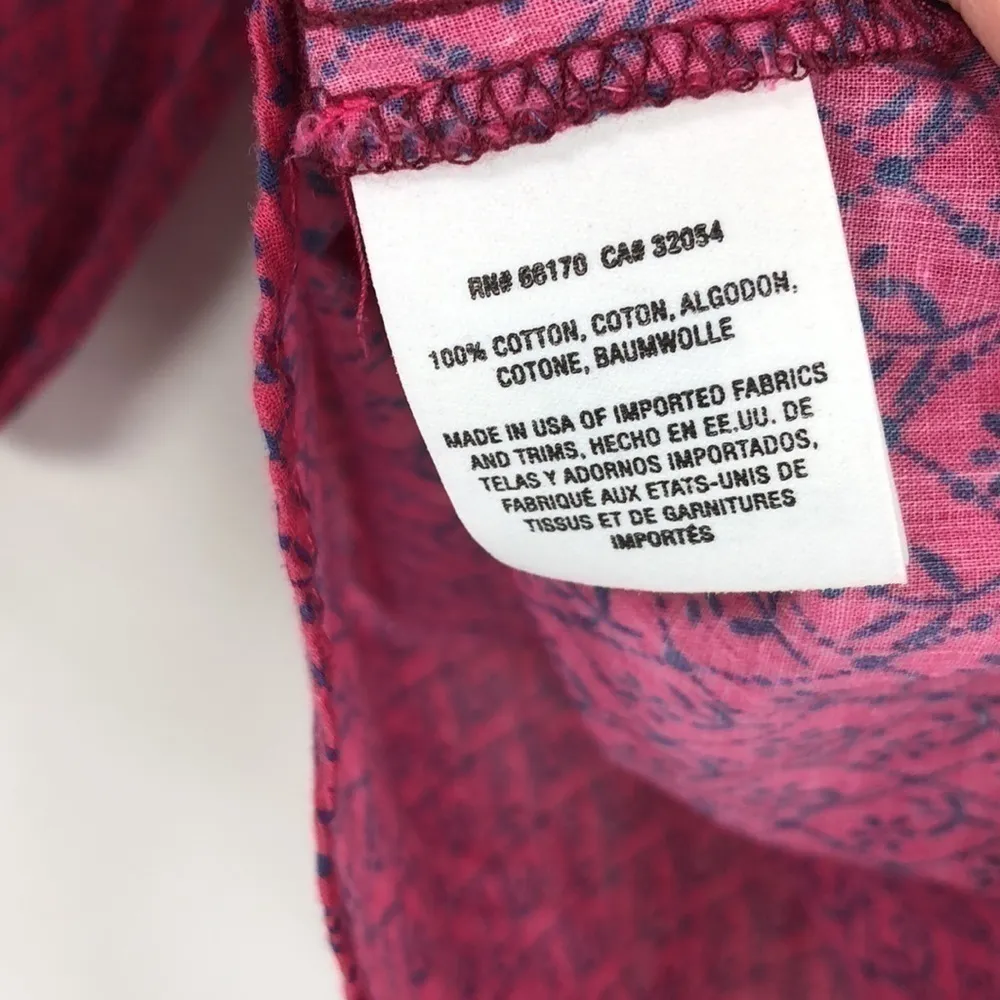 RN# 66170 CA# 32054
100% COTTON, COTON, ALGODON,
COTONE, BAUMWOLLE
MADE IN USA OF IMPORTED FABRICS
AND TRIMS, HECHO EN EE.UU. DE
TELAS Y ADORNOS IMPORTADOS,
FABRIQUÉ AUX ETATS-UNIS DE
TISSUS ET DE GARNITURES
IMPORTÉS